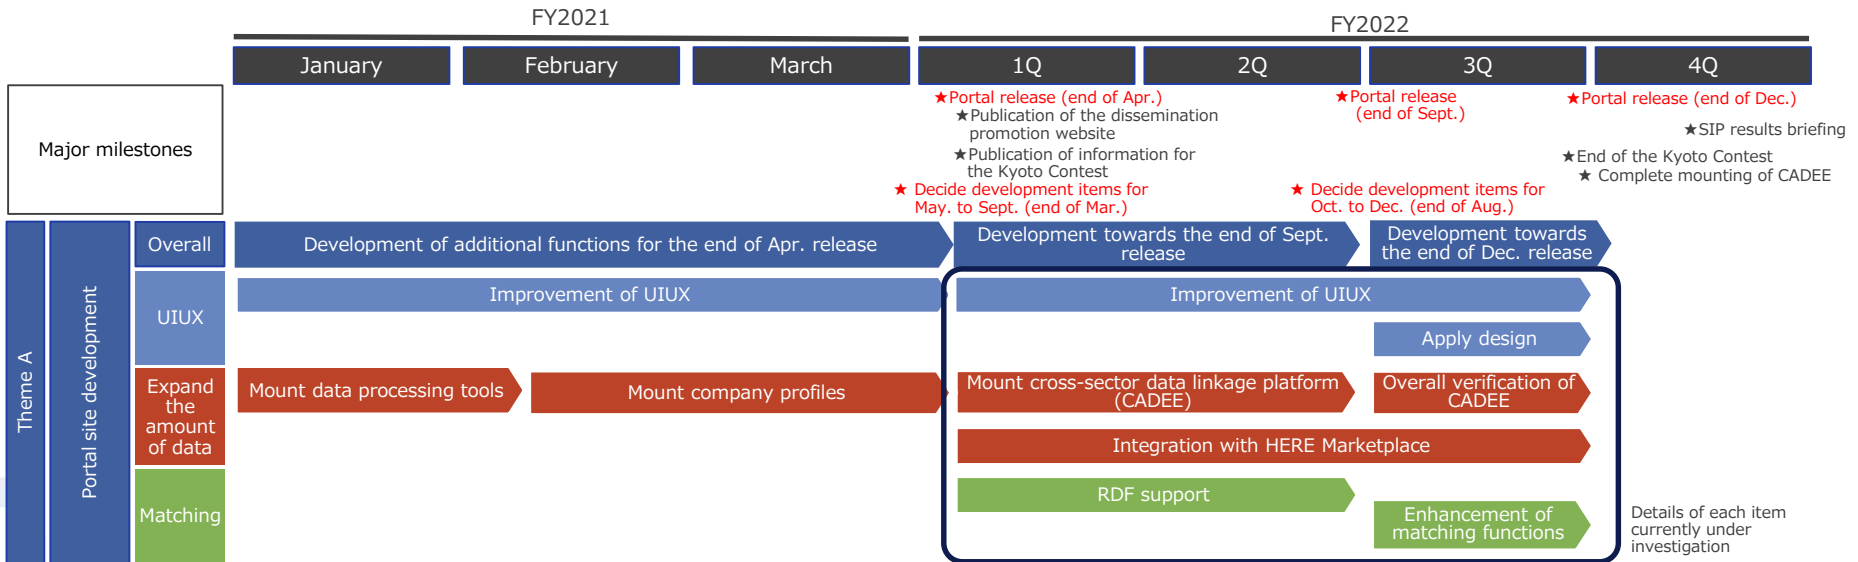 FY2021
FY2022
January
February
March
1Q
2Q
3Q
4Q
Major milestones
★Portal release (end of Apr.)
★Publication of the dissemination
promotion website
★Publication of information for
the Kyoto Contest
★ Decide development items for
May. to Sept. (end of Mar.)
★Portal release
(end of Sept.)
★ Decide development items for
Oct. to Dec. (end of Aug.)
★Portal release (end of Dec.)
★SIP results briefing
★End of the Kyoto Contest
★ Complete mounting of CADEE
Theme A
Portal site development
Overall
Development of additional functions for the end of Apr. release
Development towards the end of Sept.
release
Development towards
the end of Dec. release
UIUX
Improvement of UIUX
Improvement of UIUX
Apply design
Expand
the
amount
of data
Mount data processing tools
Mount company profiles
Mount cross-sector data linkage platform
(CADEE)
Overall verification of
CADEE
Integration with HERE Marketplace
Matching
RDF support
Enhancement of
matching functions
Details of each item
currently under
investigation